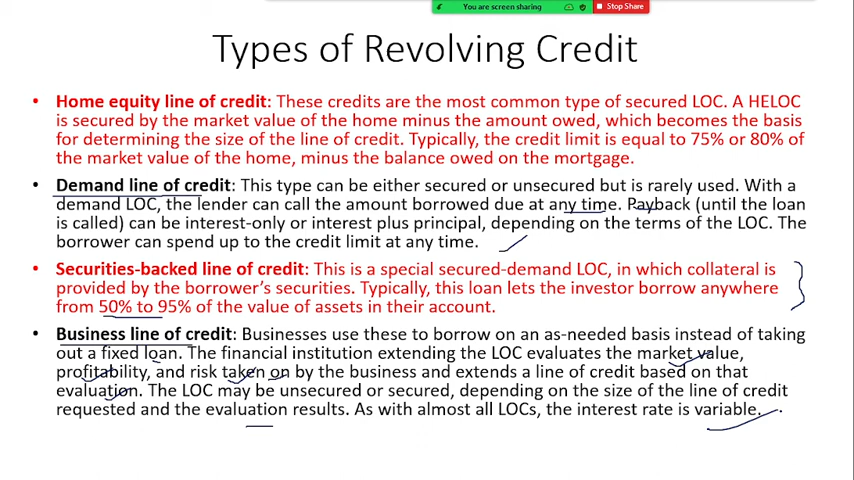 You are screen sharing
Stop Share
Types of Revolving Credit
• Home equity line of credit: These credits are the most common type of secured LOC. A HELOC
is secured by the market value of the home minus the amount owed, which becomes the basis
for determining the size of the line of credit. Typically, the credit limit is equal to 75% or 80% of
the market value of the home, minus the balance owed on the mortgage.
• Demand line of credit: This type can be either secured or unsecured but is rarely used. With a
demand LOC, the lender can call the amount borrowed due at any time. Payback (until the loan
is called) can be interest-only or interest plus principal, depending on the terms of the LOC. The
borrower can spend up to the credit limit at any time.
• Securities-backed line of credit: This is a special secured-demand LOC, in which collateral is
provided by the borrower's securities. Typically, this loan lets the investor borrow anywhere
from 50% to 95% of the value of assets in their account.
• Business line of credit: Businesses use these to borrow on an as-needed basis instead of taking
out a fixed loan. The financial institution extending the LOC evaluates the market value,
profitability, and risk taken on by the business and extends a line of credit based on that
evaluation. The LOC may be unsecured or secured, depending on the size of the line of credit
requested and the evaluation results. As with almost all LOCs, the interest rate is variable.